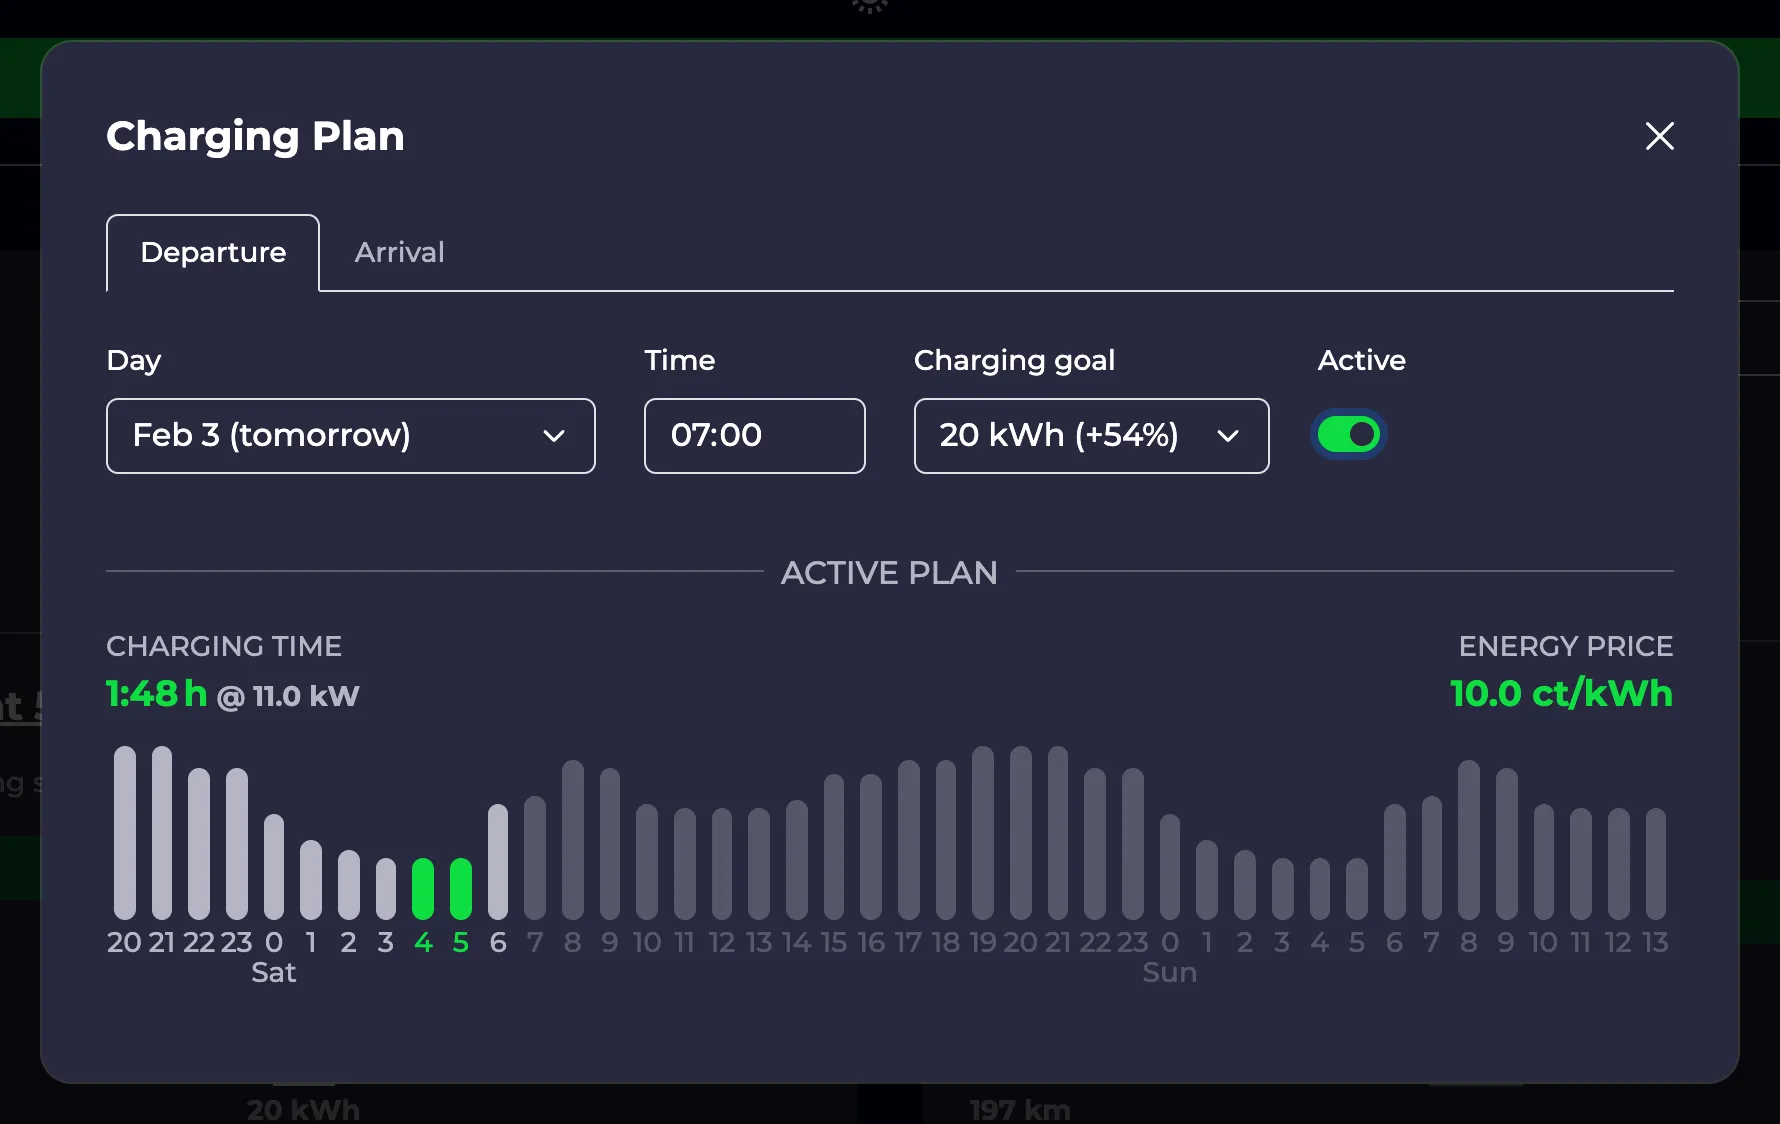 Charging Plan
Departure Arrival
Day Time Charging goal Active
Feb 3 (tomorrow) 07:00 20 kWh (+54%)
ACTIVE PLAN
CHARGING TIME ENERGY PRICE
1:48 h @ 11.0 kW 10.0 ct/kWh
20 21 22 23 0 1 2 3 4 5 6 7 8 9 10 11 12 13 14 15 16 17 18 19 20 21 22 23 0 1 2 3 4 5 6 7 8 9 10 11 12 13
Sat Sun
20 kWh 197 km